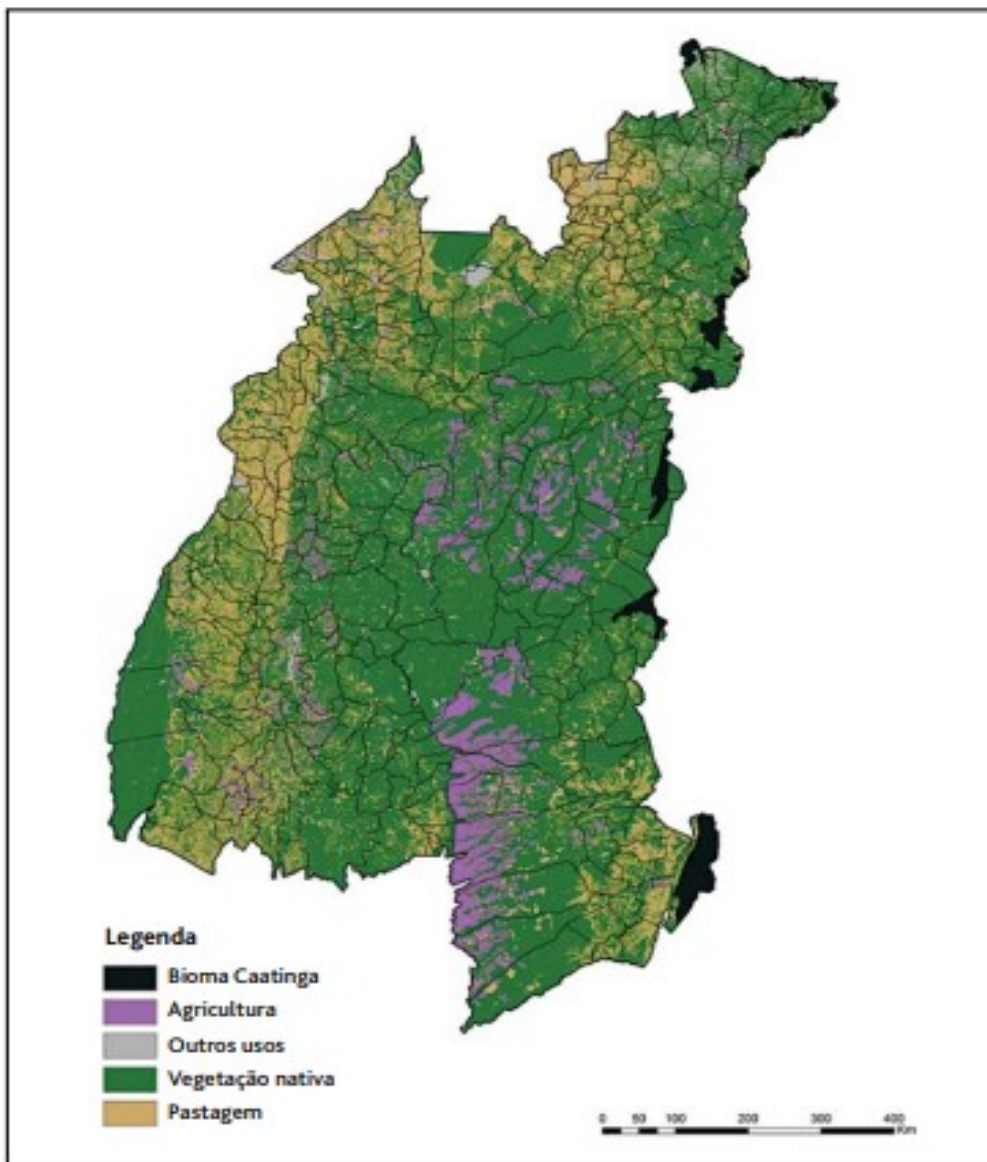 Legenda
Bioma Caatinga
Agricultura
Outros usos
Vegetação nativa
Pastagem
0 50 100 200 300 400
Km